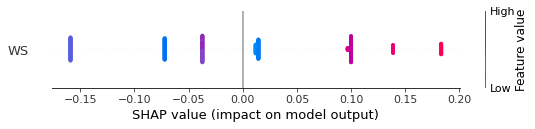 High
WS
Feature value
Low
−0.15 −0.10 −0.05 0.00 0.05 0.10 0.15 0.20
SHAP value (impact on model output)